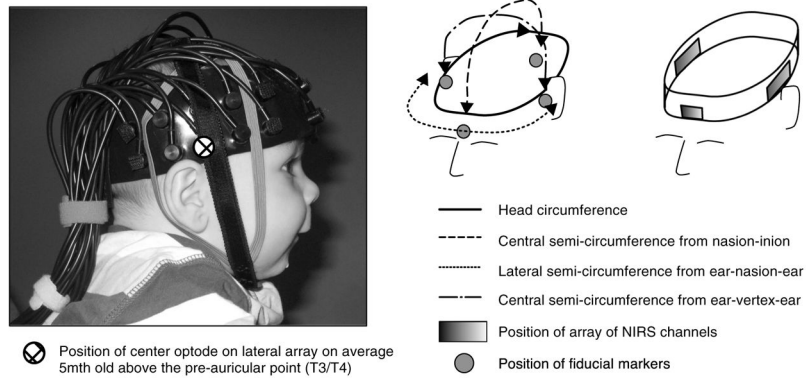 Head circumference
Central semi-circumference from nasion-inion
Lateral semi-circumference from ear-nasion-ear
Central semi-circumference from ear-vertex-ear
Position of array of NIRS channels
Position of fiducial markers
Position of center optode on lateral array on average
5mth old above the pre-auricular point (T3/T4)